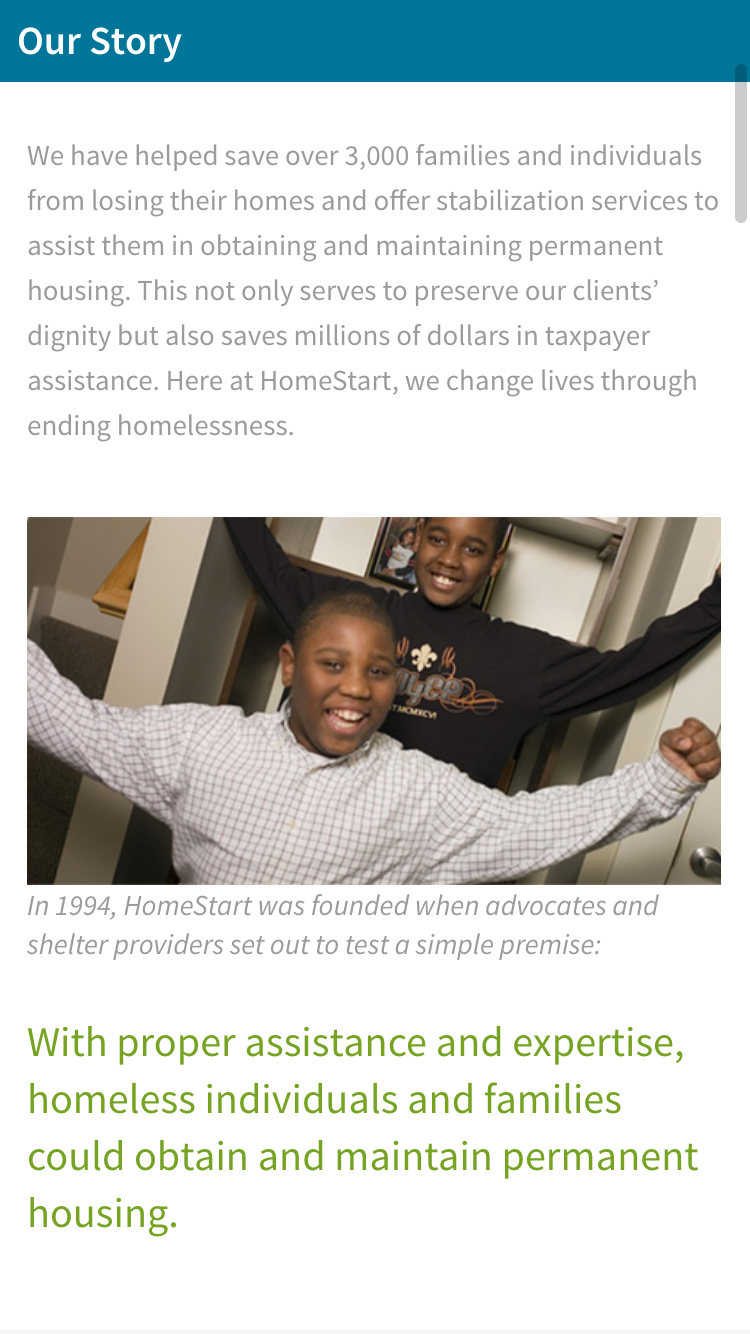 Our Story
We have helped save over 3,000 families and individuals
from losing their homes and offer stabilization services to
assist them in obtaining and maintaining permanent
housing. This not only serves to preserve our clients’
dignity but also saves millions of dollars in taxpayer
assistance. Here at HomeStart, we change lives through
ending homelessness.
In 1994, HomeStart was founded when advocates and
shelter providers set out to test a simple premise:
With proper assistance and expertise,
homeless individuals and families
could obtain and maintain permanent
housing.